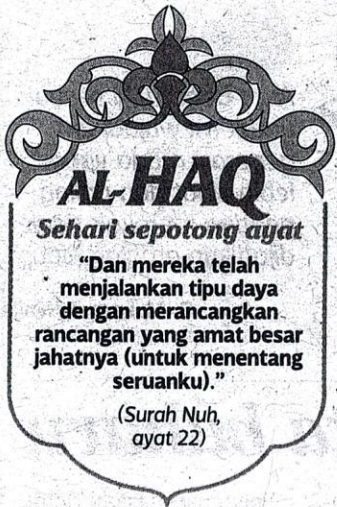 AL-HAQ
Sehari sepotong ayat
“Dan mereka telah
menjalankan tipu daya
dengan merancangkan
rancangan yang amat besar
jahatnya (untuk menentang
seruanku).”
(Surah Nuh,
ayat 22)